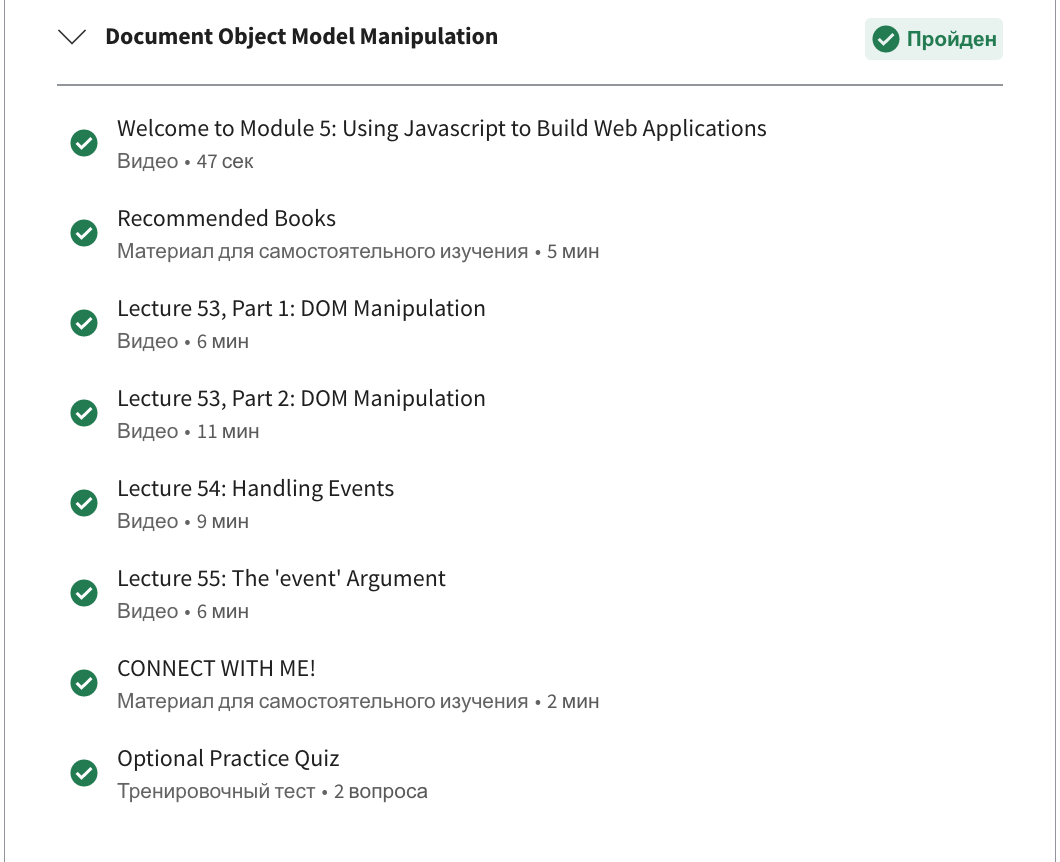 Document Object Model Manipulation
Пройден
Welcome to Module 5: Using Javascript to Build Web Applications
Видео • 47 сек
Recommended Books
Материал для самостоятельного изучения • 5 мин
Lecture 53, Part 1: DOM Manipulation
Видео • 6 мин
Lecture 53, Part 2: DOM Manipulation
Видео • 11 мин
Lecture 54: Handling Events
Видео • 9 мин
Lecture 55: The 'event' Argument
Видео • 6 мин
CONNECT WITH ME!
Материал для самостоятельного изучения • 2 мин
Optional Practice Quiz
Тренировочный тест • 2 вопроса